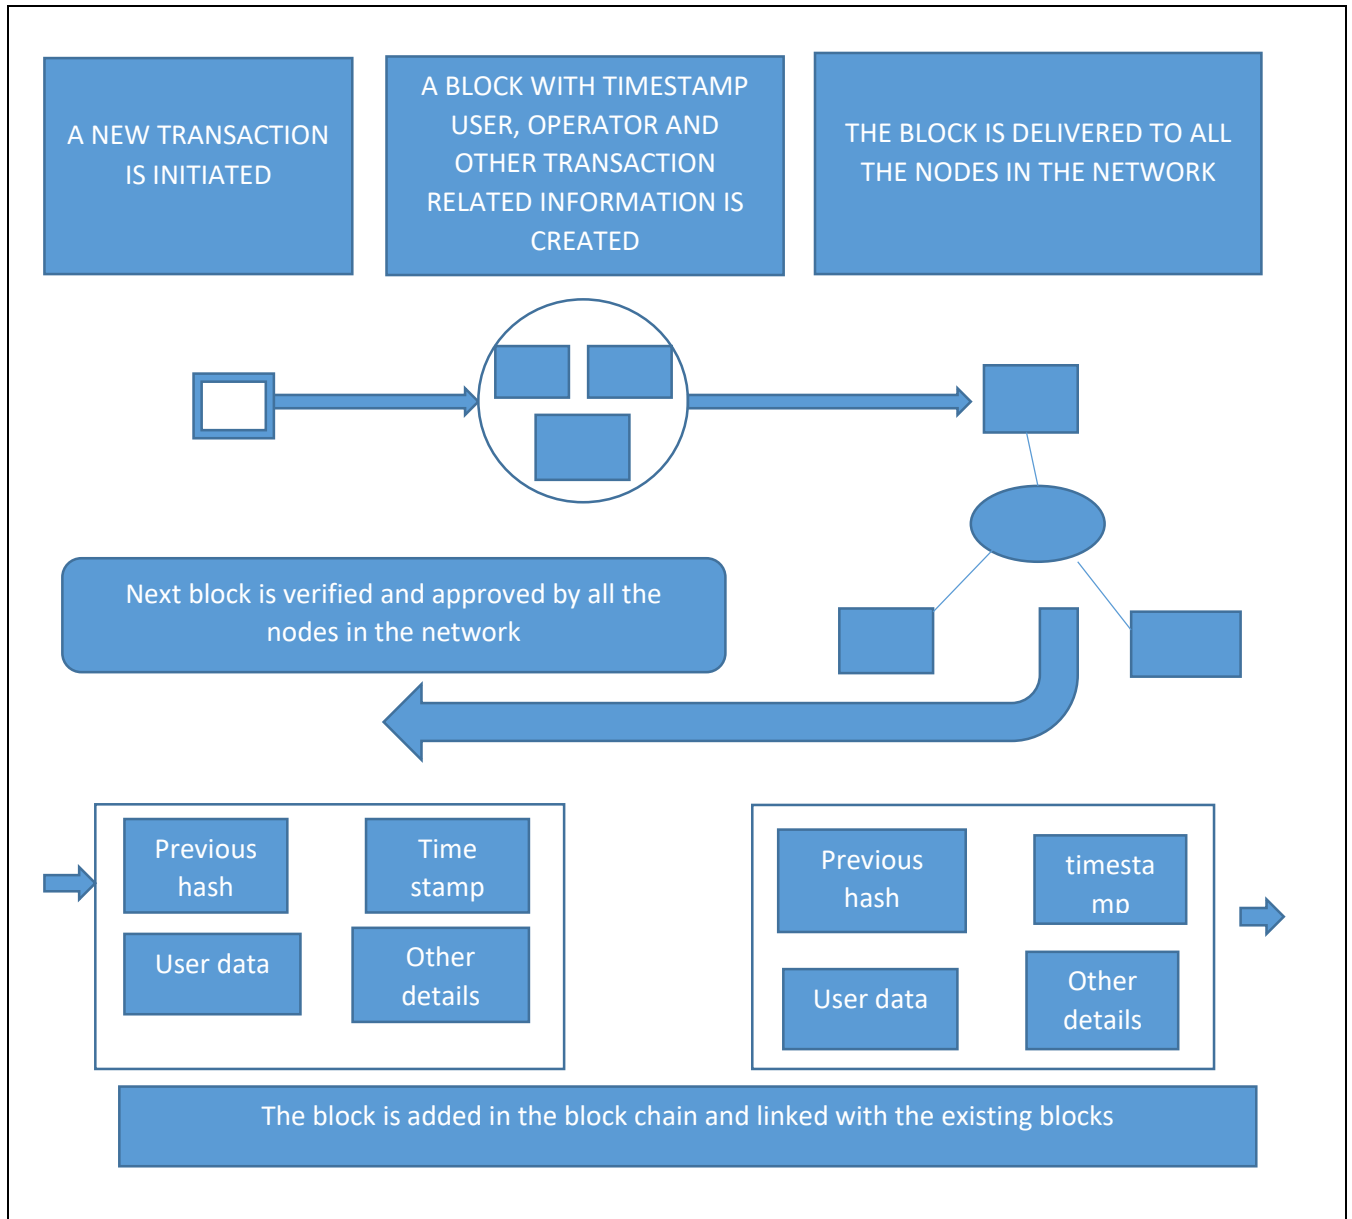 A NEW TRANSACTION
IS INITIATED
A BLOCK WITH TIMESTAMP
USER, OPERATOR AND
OTHER TRANSACTION
RELATED INFORMATION IS
CREATED
THE BLOCK IS DELIVERED TO ALL
THE NODES IN THE NETWORK
Next block is verified and approved by all the
nodes in the network
Previous
hash
Time
stamp
User data
Other
details
Previous
hash
timesta
mp
User data
Other
details
The block is added in the block chain and linked with the existing blocks